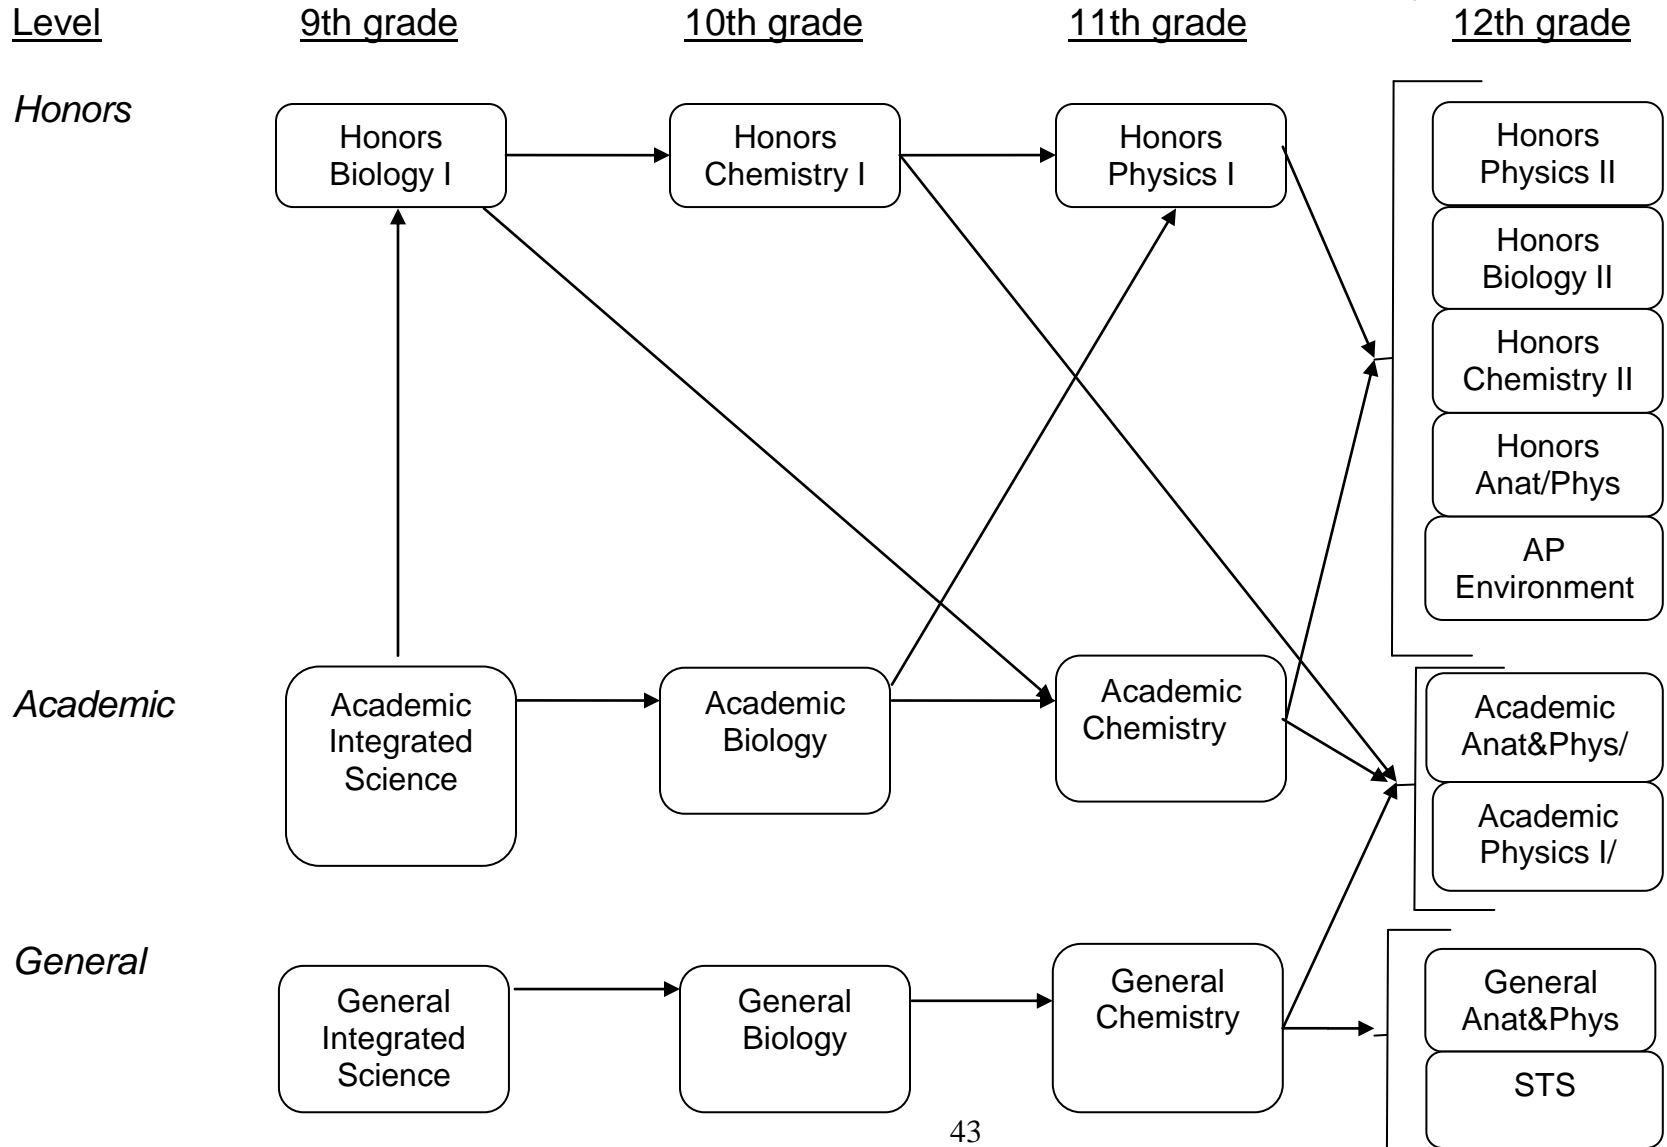 Level 9th grade 10th grade 11th grade 12th grade
Honors
Honors
Biology I
Honors
Chemistry I
Honors
Physics I
Honors
Physics II
Honors
Biology II
Honors
Chemistry II
Honors
Anat/Phys
AP
Environment
Academic
Academic
Integrated
Science
Academic
Biology
Academic
Chemistry
Academic
Anat&Phys/
Academic
Physics I/
General
General
Integrated
Science
General
Biology
General
Chemistry
General
Anat&Phys
STS
43